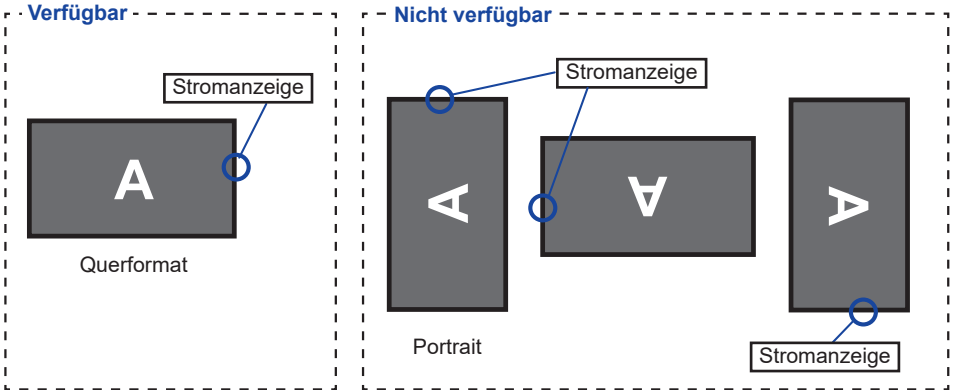 Verfügbar
Stromanzeige
A
Querformat
Nicht verfügbar
Stromanzeige
A
A
A
Portrait
Stromanzeige